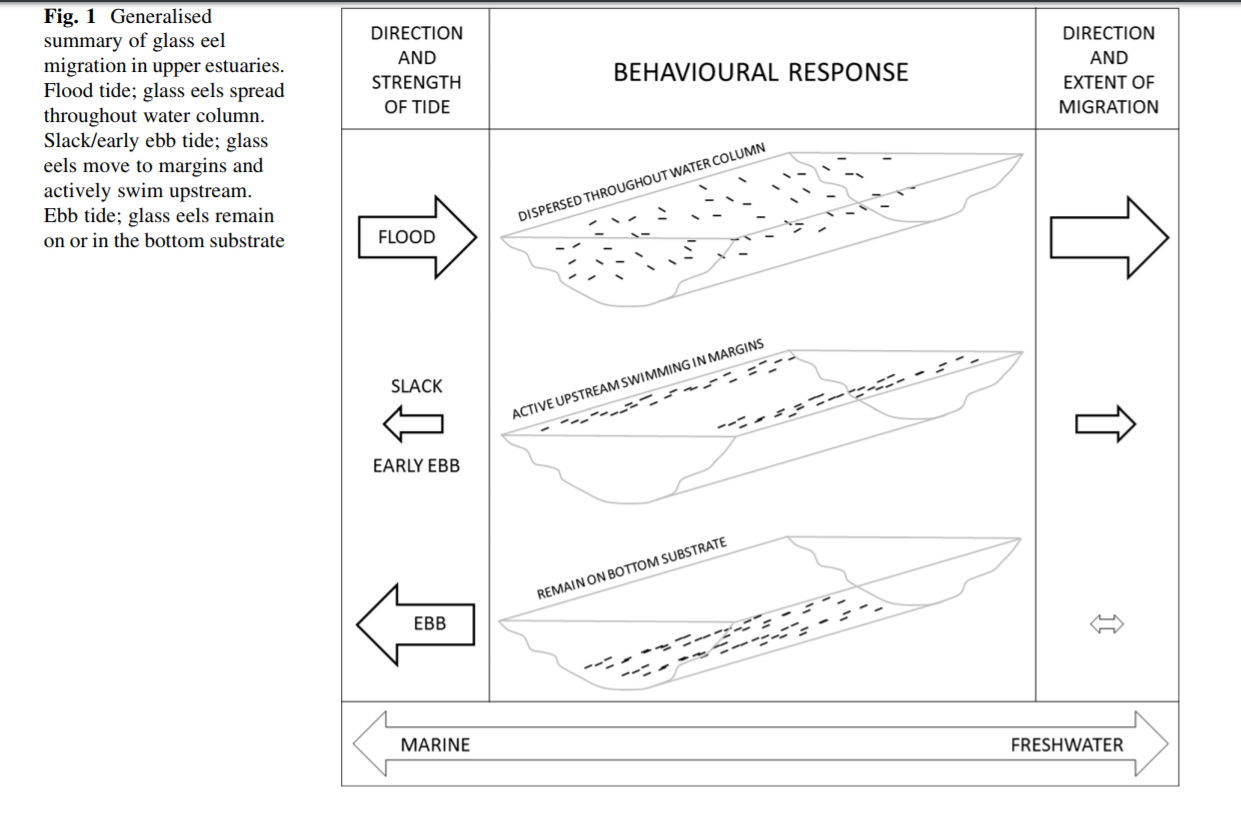 Fig. 1 Generalised
summary of glass eel
migration in upper estuaries.
Flood tide; glass eels spread
throughout water column.
Slack/early ebb tide; glass
eels move to margins and
actively swim upstream.
Ebb tide; glass eels remain
on or in the bottom substrate
DIRECTION
AND
STRENGTH
OF TIDE
BEHAVIOURAL RESPONSE
DIRECTION
AND
EXTENT OF
MIGRATION
DISPERSED THROUGHOUT WATER COLUMN
FLOOD
ACTIVE UPSTREAM SWIMMING IN MARGINS
SLACK
EARLY EBB
REMAIN ON BOTTOM SUBSTRATE
EBB
MARINE
FRESHWATER